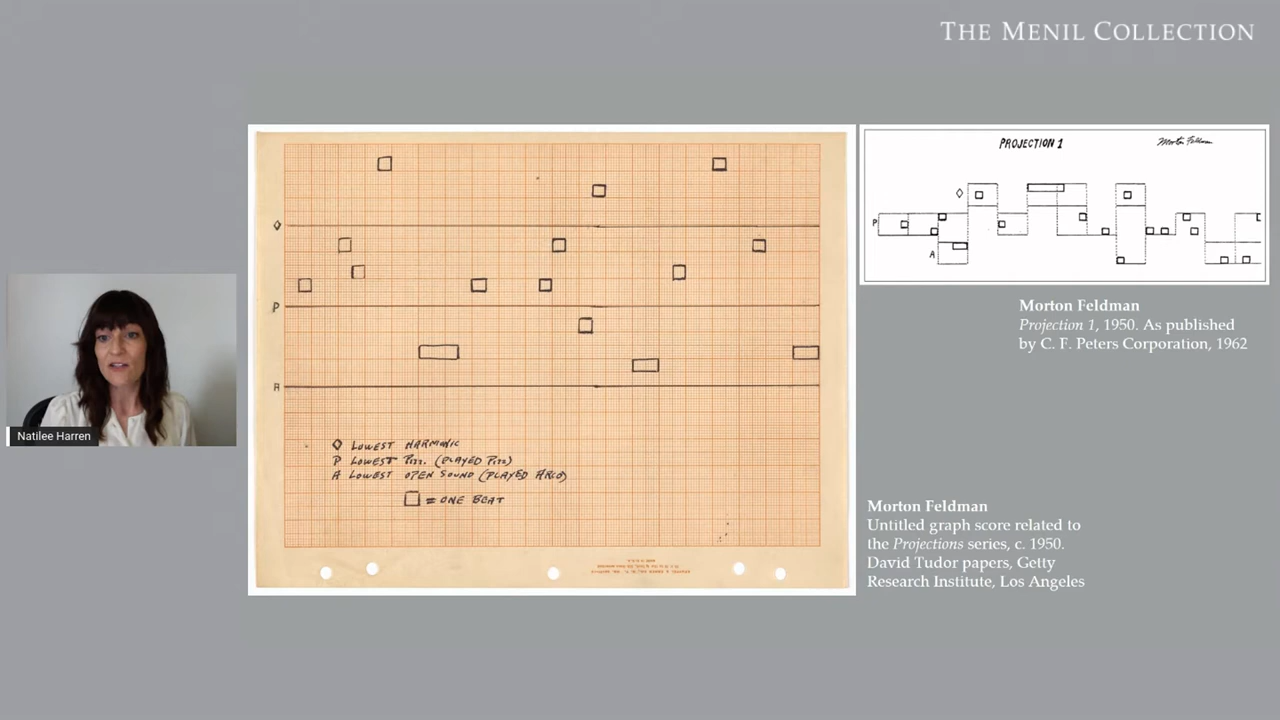 THE MENIL COLLECTION
PROJECTION 1
Morton Feldman
P
A
Morton Feldman
Projection 1, 1950. As published
by C. F. Peters Corporation, 1962
P
A
◊ LOWEST HARMONIC
P LOWEST PIZZ. (PLAYED PIZZ)
A LOWEST OPEN SOUND (PLAYED ARCO)
= ONE BEAT
Natilee Harren
Morton Feldman
Untitled graph score related to
the Projections series, c. 1950.
David Tudor papers, Getty
Research Institute, Los Angeles